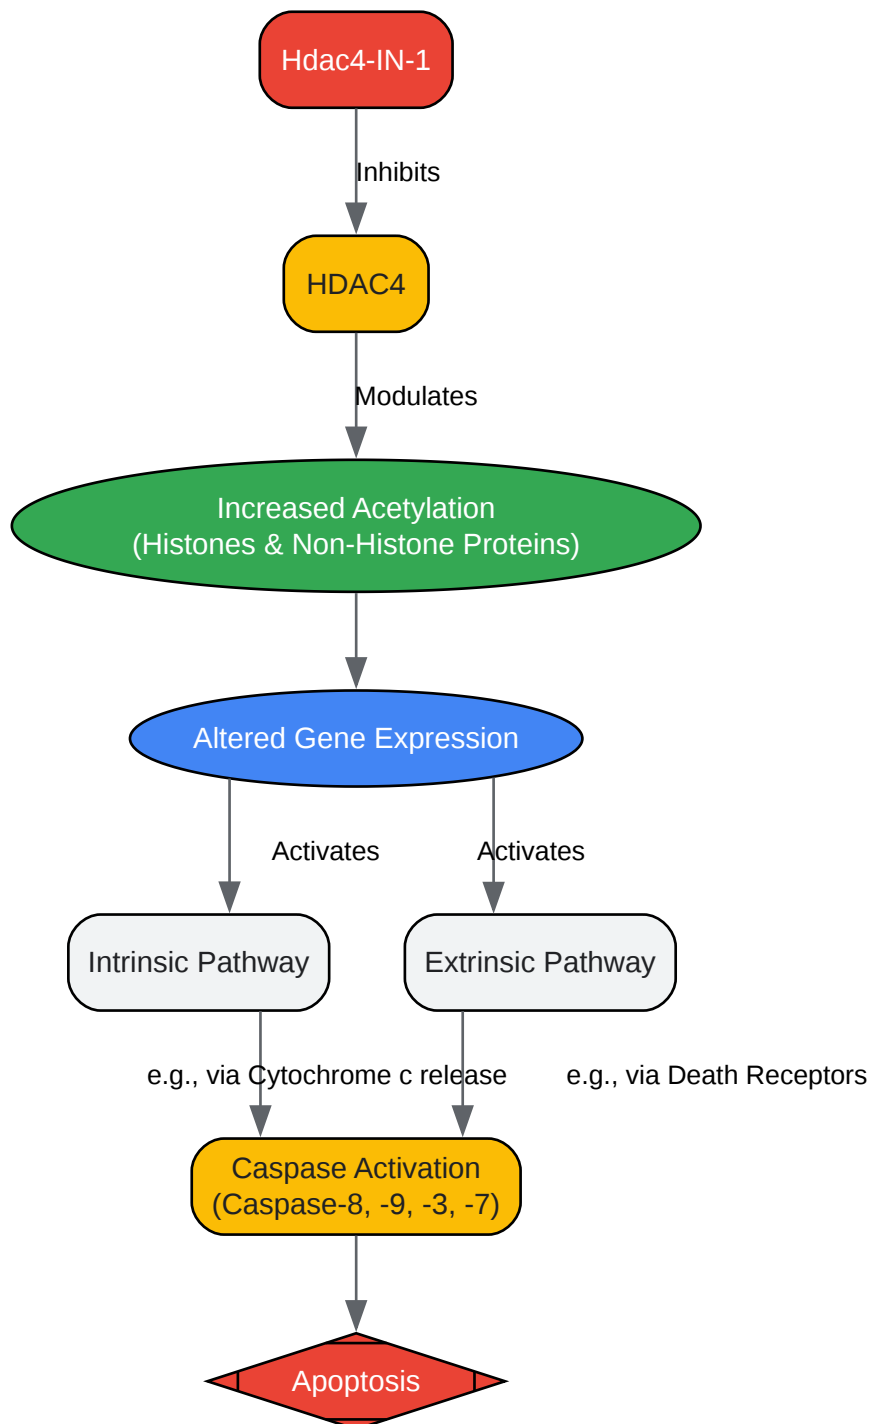 Hdac4-IN-1
Inhibits
HDAC4
Modulates
Increased Acetylation
(Histones & Non-Histone Proteins)
Altered Gene Expression
Activates
Activates
Intrinsic Pathway
Extrinsic Pathway
e.g., via Cytochrome c release
e.g., via Death Receptors
Caspase Activation
(Caspase-8, -9, -3, -7)
Apoptosis